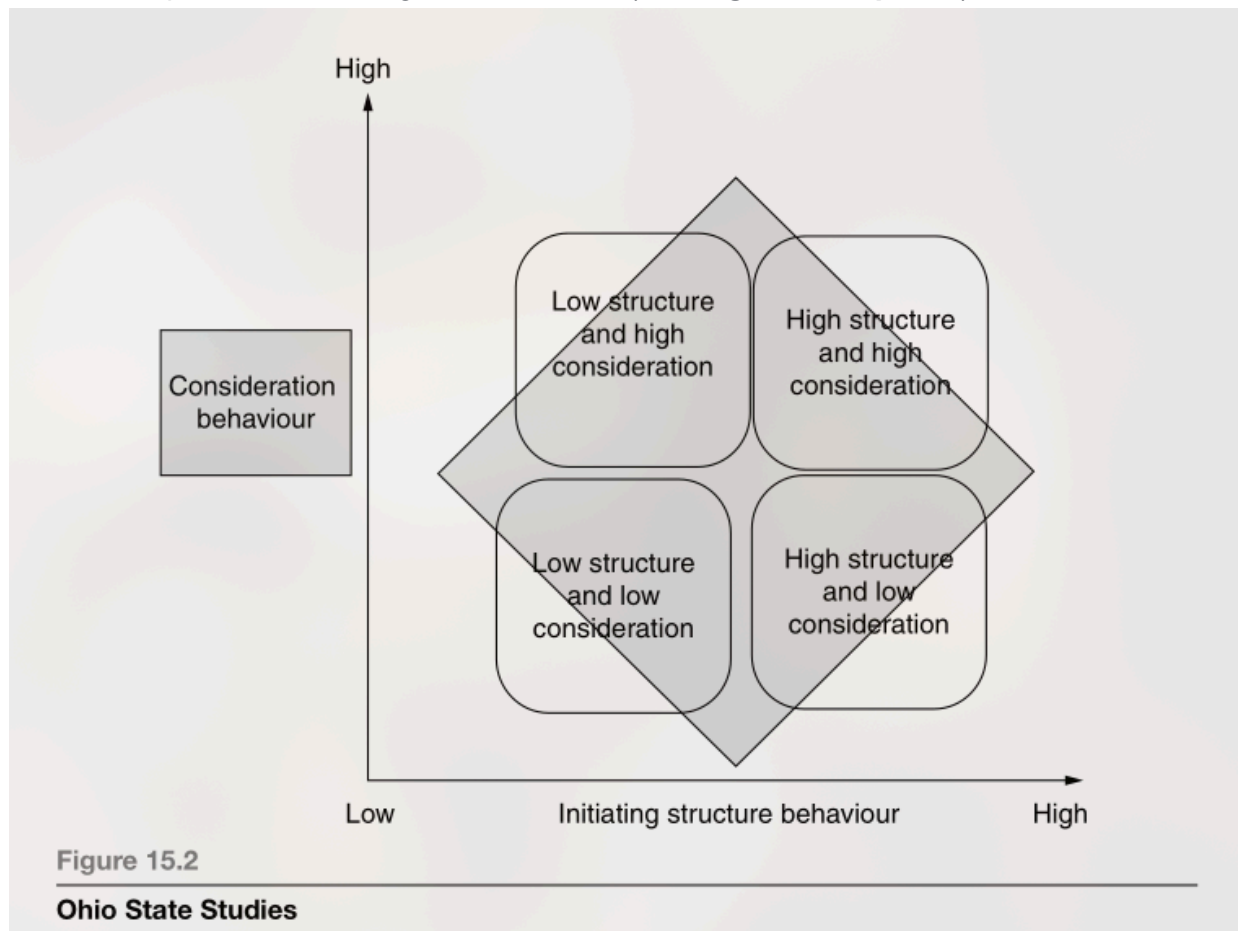 High
Low structure
and high
consideration
High structure
and high
consideration
Consideration
behaviour
Low structure
and low
consideration
High structure
and low
consideration
Low
Initiating structure behaviour
High
Figure 15.2
Ohio State Studies